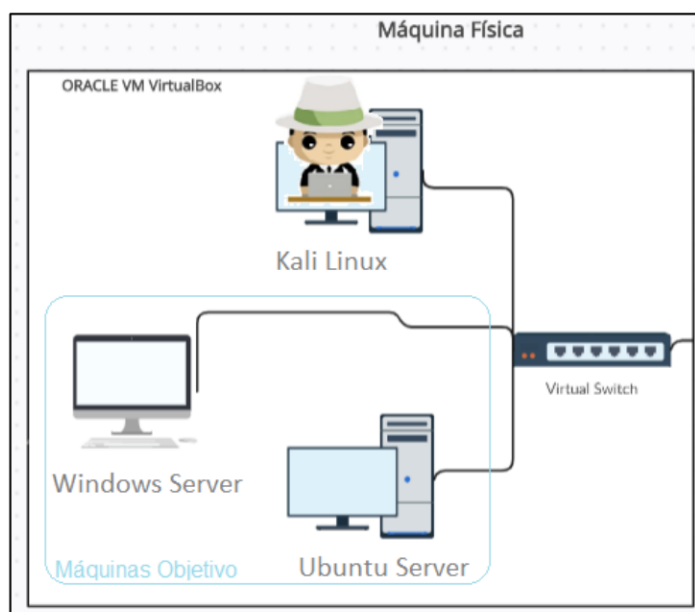 Máquina Física
ORACLE VM VirtualBox
Kali Linux
Virtual Switch
Windows Server
Ubuntu Server
Máquinas Objetivo